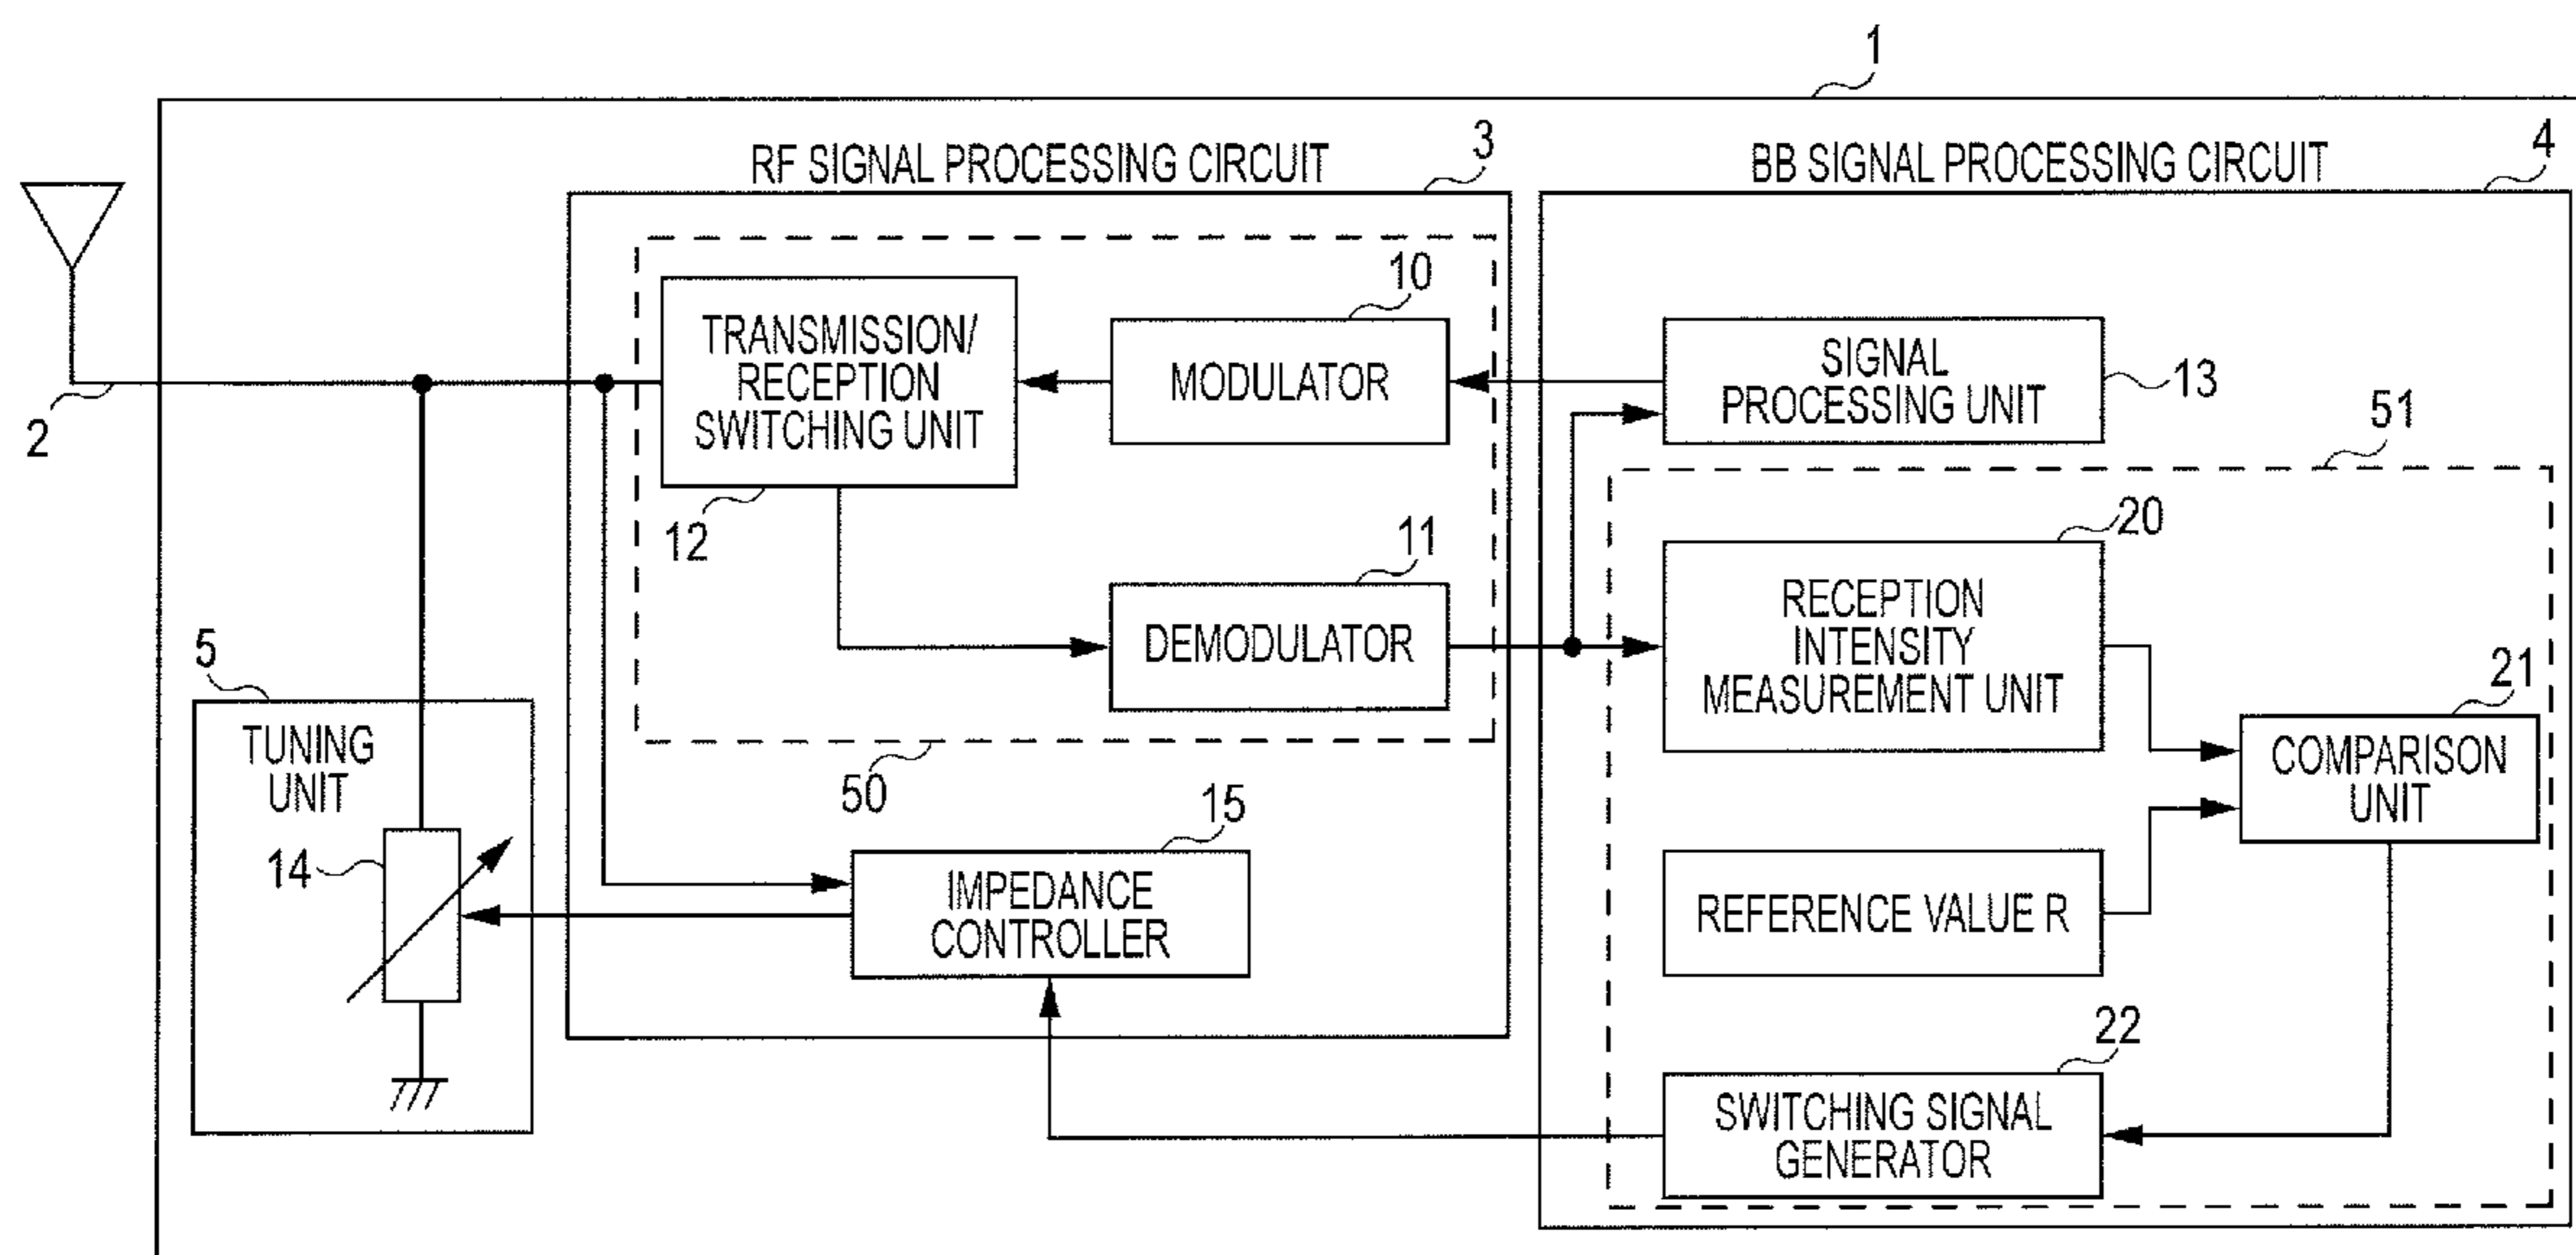 1
RF SIGNAL PROCESSING CIRCUIT
3
BB SIGNAL PROCESSING CIRCUIT
4
2
TRANSMISSION/
RECEPTION
SWITCHING UNIT
12
10
MODULATOR
11
DEMODULATOR
50
SIGNAL
PROCESSING UNIT
13
51
20
RECEPTION
INTENSITY
MEASUREMENT UNIT
21
COMPARISON
UNIT
REFERENCE VALUE R
22
SWITCHING SIGNAL
GENERATOR
15
IMPEDANCE
CONTROLLER
5
TUNING
UNIT
14